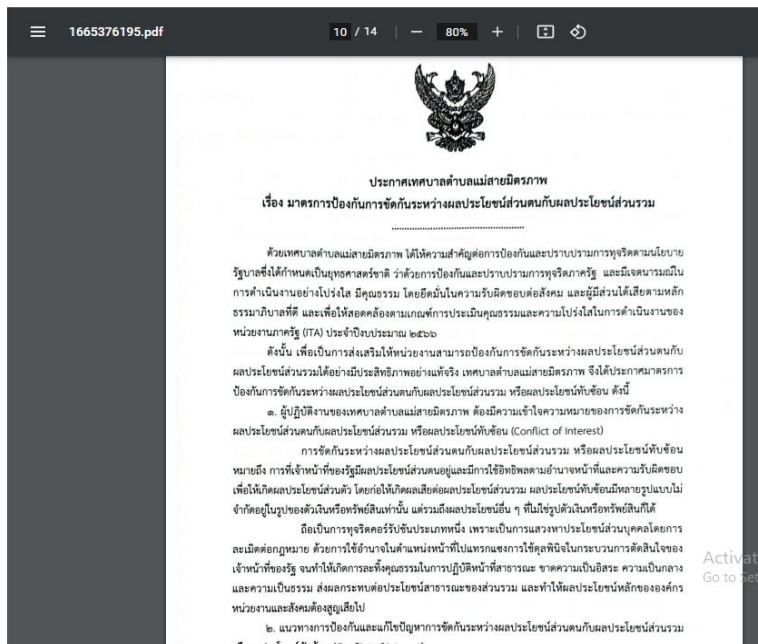 1665376195.pdf
10 / 14
80%
ประกาศเทศบาลตำบลแม่สายมิตรภาพ
เรื่อง มาตรการป้องกันการขัดกันระหว่างผลประโยชน์ส่วนตนกับผลประโยชน์ส่วนรวม
ด้วยเทศบาลตำบลแม่สายมิตรภาพ ได้ให้ความสำคัญต่อการป้องกันและปราบปรามการทุจริตตามนโยบาย
รัฐบาลซึ่งได้กำหนดเป็นยุทธศาสตร์ชาติ ว่าด้วยการป้องกันและปราบปรามการทุจริตภาครัฐ และมีเจตนารมณ์ใน
การดำเนินงานอย่างโปร่งใส มีคุณธรรม โดยยึดมั่นในความรับผิดชอบต่อสังคม และผู้มีส่วนได้เสียตามหลัก
ธรรมาภิบาลที่ดี และเพื่อให้สอดคล้องตามเกณฑ์การประเมินคุณธรรมและความโปร่งใสในการดำเนินงานของ
หน่วยงานภาครัฐ (ITA) ประจำปีงบประมาณ ๒๕๖๖
ดังนั้น เพื่อเป็นการส่งเสริมให้หน่วยงานสามารถป้องกันการขัดกันระหว่างผลประโยชน์ส่วนตนกับ
ผลประโยชน์ส่วนรวมได้อย่างมีประสิทธิภาพอย่างแท้จริง เทศบาลตำบลแม่สายมิตรภาพ จึงได้ประกาศมาตรการ
ป้องกันการขัดกันระหว่างผลประโยชน์ส่วนตนกับผลประโยชน์ส่วนรวม หรือผลประโยชน์ทับซ้อน ดังนี้
๑. ผู้ปฏิบัติงานของเทศบาลตำบลแม่สายมิตรภาพ ต้องมีความเข้าใจความหมายของการขัดกันระหว่าง
ผลประโยชน์ส่วนตนกับผลประโยชน์ส่วนรวม หรือผลประโยชน์ทับซ้อน (Conflict of Interest)
การขัดกันระหว่างผลประโยชน์ส่วนตนกับผลประโยชน์ส่วนรวม หรือผลประโยชน์ทับซ้อน
หมายถึง การที่เจ้าหน้าที่ของรัฐมีผลประโยชน์ส่วนตนอยู่และมีการใช้อิทธิพลตามอำนาจหน้าที่และความรับผิดชอบ
เพื่อให้เกิดผลประโยชน์ส่วนตัว โดยก่อให้เกิดผลเสียต่อผลประโยชน์ส่วนรวม ผลประโยชน์ทับซ้อนมีหลายรูปแบบไม่
จำกัดอยู่ในรูปของตัวเงินหรือทรัพย์สินเท่านั้น แต่รวมถึงผลประโยชน์อื่น ๆ ที่ไม่ใช่รูปตัวเงินหรือทรัพย์สินก็ได้
ถือเป็นการทุจริตคอร์รัปชันประเภทหนึ่ง เพราะเป็นการแสวงหาประโยชน์ส่วนบุคคลโดยการ
ละเมิดต่อกฎหมาย ด้วยการใช้อำนาจในตำแหน่งหน้าที่ไปแทรกแซงการใช้ดุลพินิจในกระบวนการตัดสินใจของ
เจ้าหน้าที่ของรัฐ จนทำให้เกิดการละทิ้งคุณธรรมในการปฏิบัติหน้าที่สาธารณะ ขาดความเป็นอิสระ ความเป็นกลาง
และความเป็นธรรม ส่งผลกระทบต่อประโยชน์สาธารณะของส่วนรวม และทำให้ผลประโยชน์หลักขององค์กร
หน่วยงานและสังคมต้องสูญเสียไป
๒. แนวทางการป้องกันและแก้ไขปัญหาการขัดกันระหว่างผลประโยชน์ส่วนตนกับผลประโยชน์ส่วนรวม
Activat
Go to Set